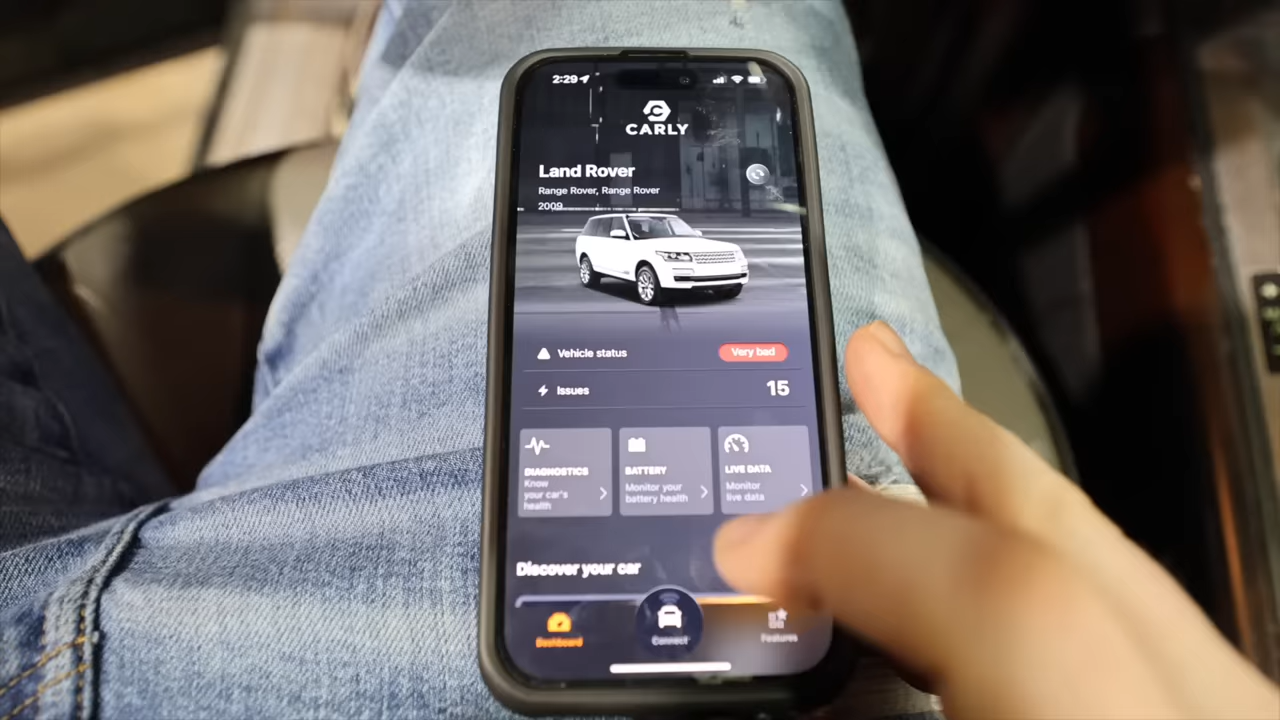 2:29
CARLY
Land Rover
Range Rover, Range Rover
2009
Vehicle status
Very bad
Issues
15
DIAGNOSTICS
Know
your car's
health
BATTERY
Monitor your
battery health
LIVE DATA
Monitor
live data
Discover your car
Dashboard
Connect
Features